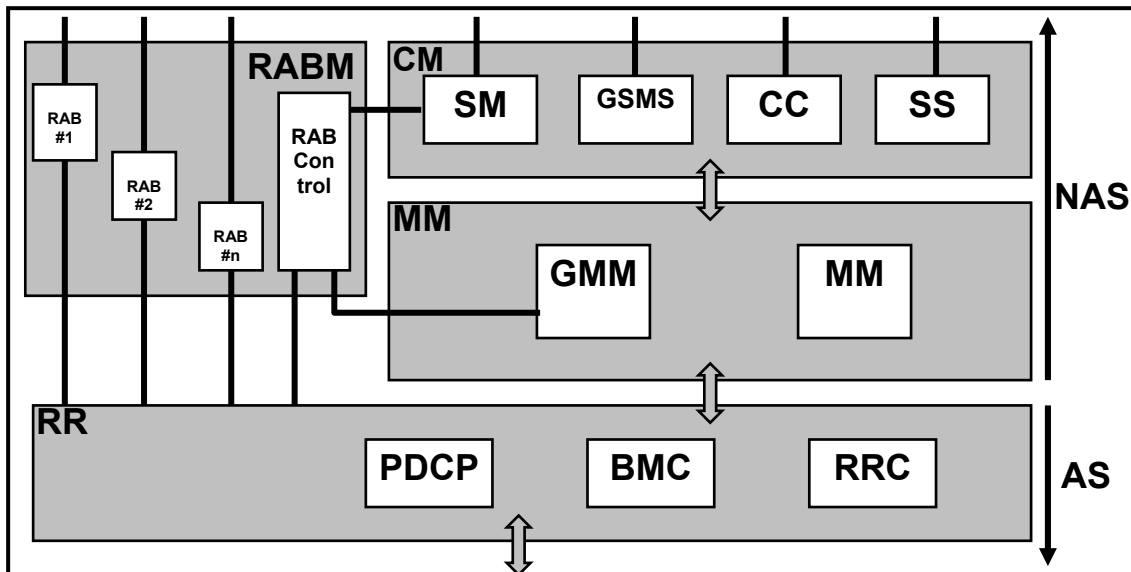 RABM
RAB
#1
RAB
#2
RAB
#n
RAB
Con
trol
CM
SM
GSMS
CC
SS
MM
GMM
MM
NAS
RR
PDCP
BMC
RRC
AS